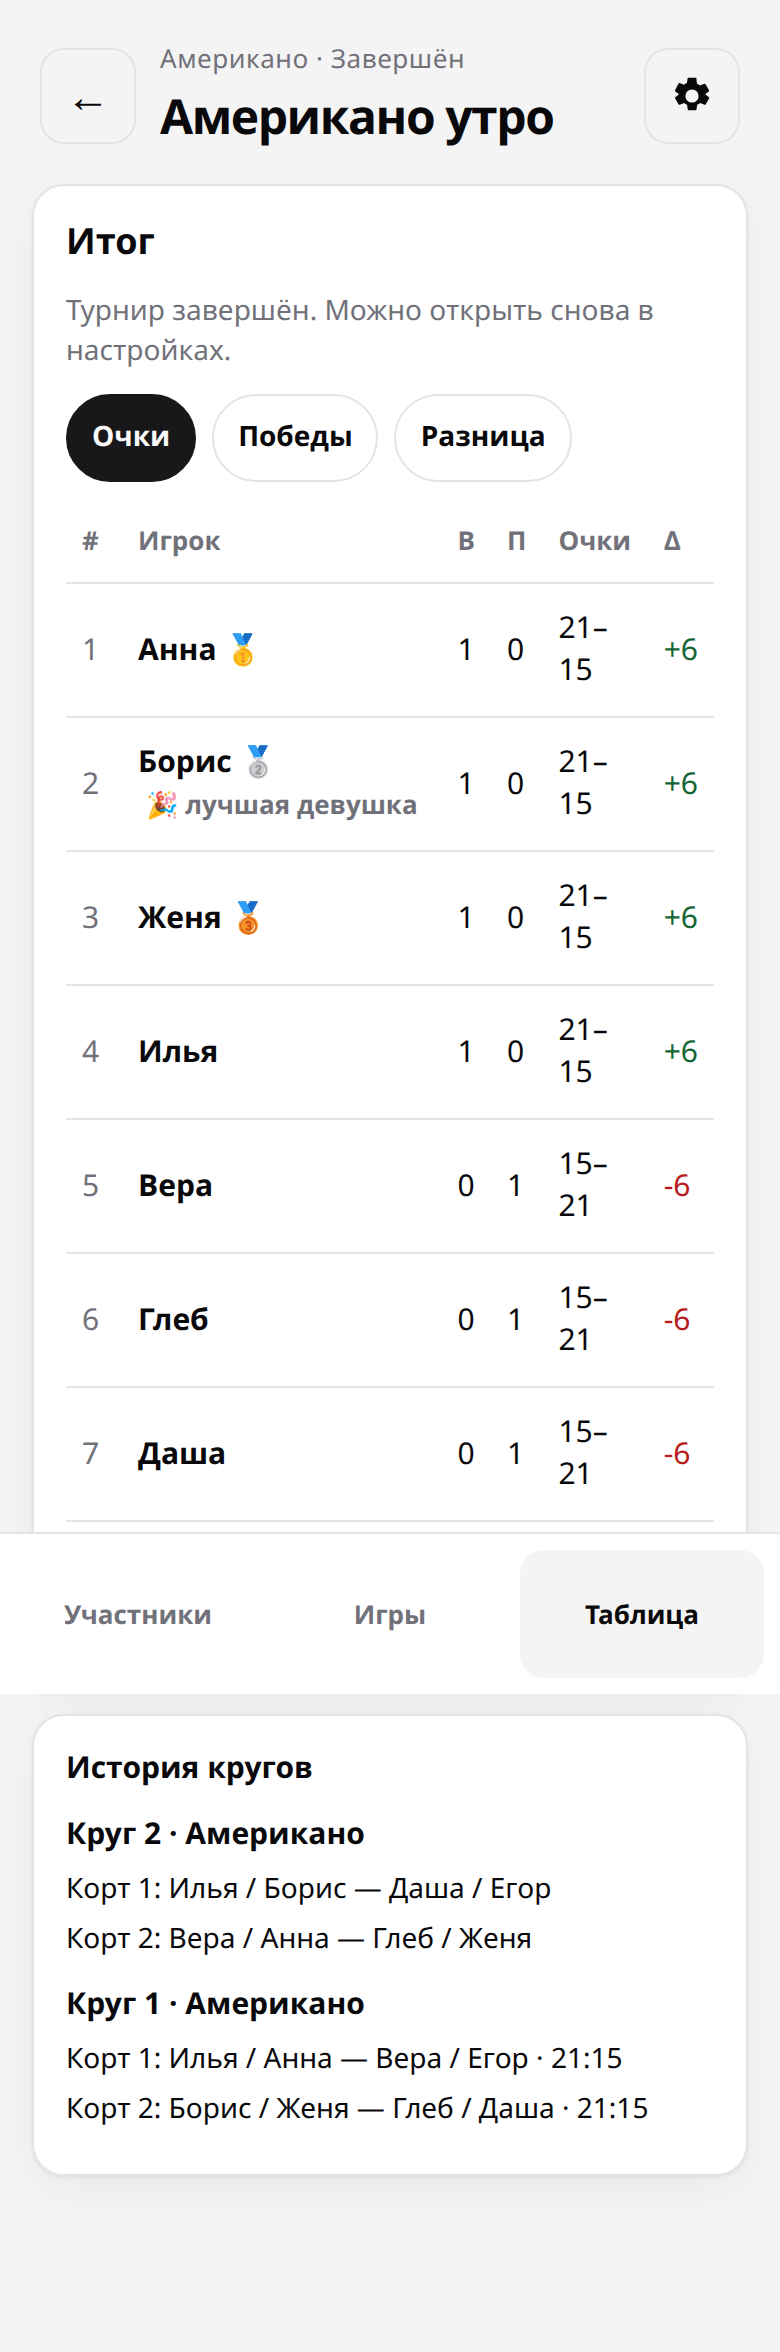 Американо · Завершён
←
Американо утро
Итог
Турнир завершён. Можно открыть снова в
настройках.
Очки Победы Разница
# Игрок В П Очки Δ
1 Анна 🥇 1 0 21–
15 +6
2 Борис 🥈
🎉 лучшая девушка 1 0 21–
15 +6
3 Женя 🥉 1 0 21–
15 +6
4 Илья 1 0 21–
15 +6
5 Вера 0 1 15–
21 -6
6 Глеб 0 1 15–
21 -6
7 Даша 0 1 15–
21 -6
Участники Игры Таблица
История кругов
Круг 2 · Американо
Корт 1: Илья / Борис — Даша / Егор
Корт 2: Вера / Анна — Глеб / Женя
Круг 1 · Американо
Корт 1: Илья / Анна — Вера / Егор · 21:15
Корт 2: Борис / Женя — Глеб / Даша · 21:15